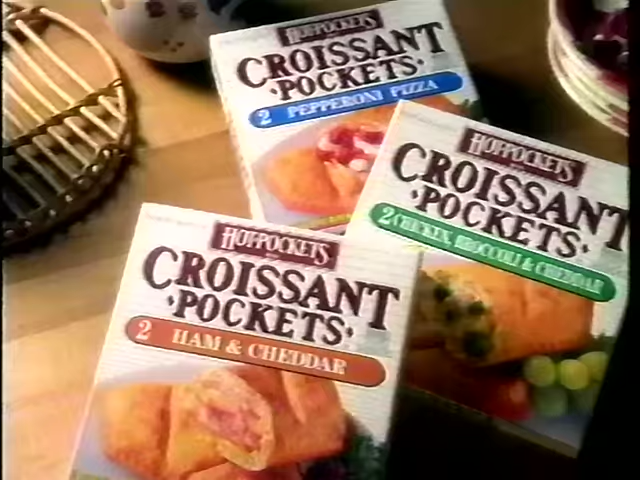 HOT POCKETS
CROISSANT
·POCKETS·
2 PEPPERONI PIZZA
HOT POCKETS
CROISSANT
·POCKETS·
2 CHICKEN, BROCCOLI & CHEDDAR
HOT POCKETS
CROISSANT
·POCKETS·
2 HAM & CHEDDAR